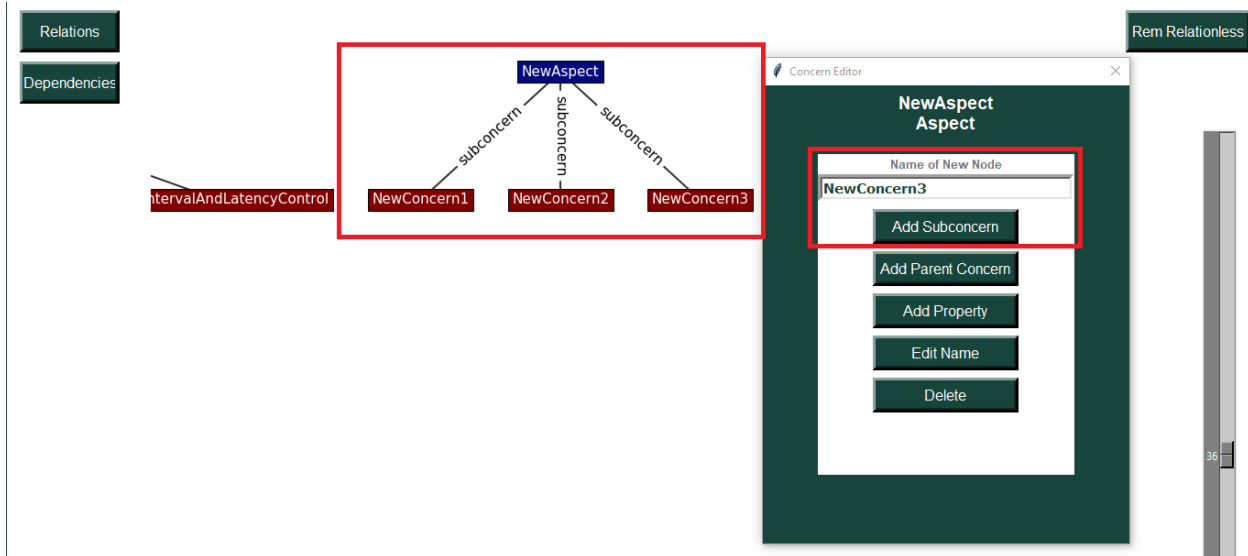 Relations
Dependencies
Rem Relationless
NewAspect
subconcern
subconcern
subconcern
ntervalAndLatencyControl
NewConcern1
NewConcern2
NewConcern3
Concern Editor
NewAspect
Aspect
Name of New Node
NewConcern3
Add Subconcern
Add Parent Concern
Add Property
Edit Name
Delete
36